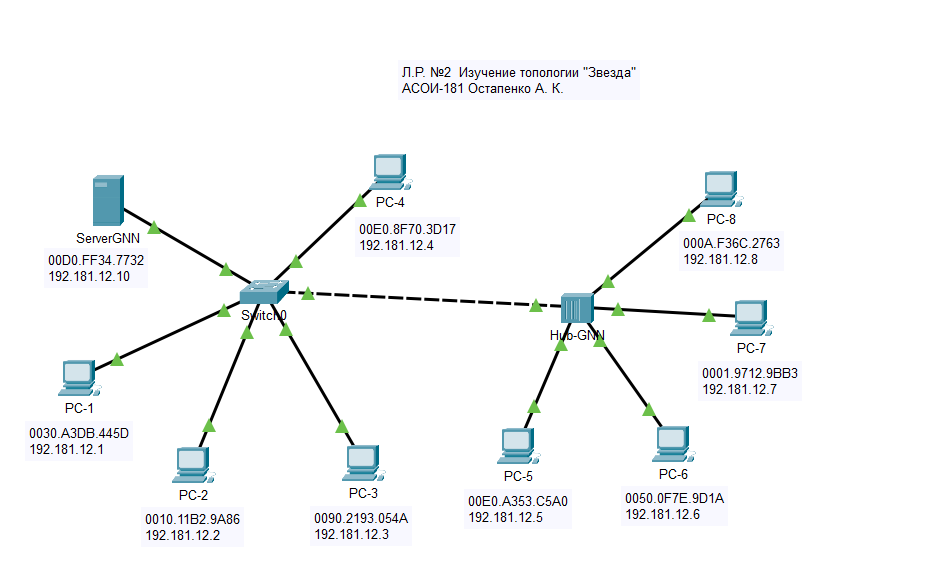 Л.Р. №2 Изучение топологии "Звезда"
АСОИ-181 Остапенко А. К.
PC-4
00E0.8F70.3D17
192.181.12.4
PC-8
000A.F36C.2763
192.181.12.8
ServerGNN
00D0.FF34.7732
192.181.12.10
Switch0
Hub-GNN
PC-7
0001.9712.9BB3
192.181.12.7
PC-1
0030.A3DB.445D
192.181.12.1
PC-2
0010.11B2.9A86
192.181.12.2
PC-3
0090.2193.054A
192.181.12.3
PC-5
00E0.A353.C5A0
192.181.12.5
PC-6
0050.0F7E.9D1A
192.181.12.6